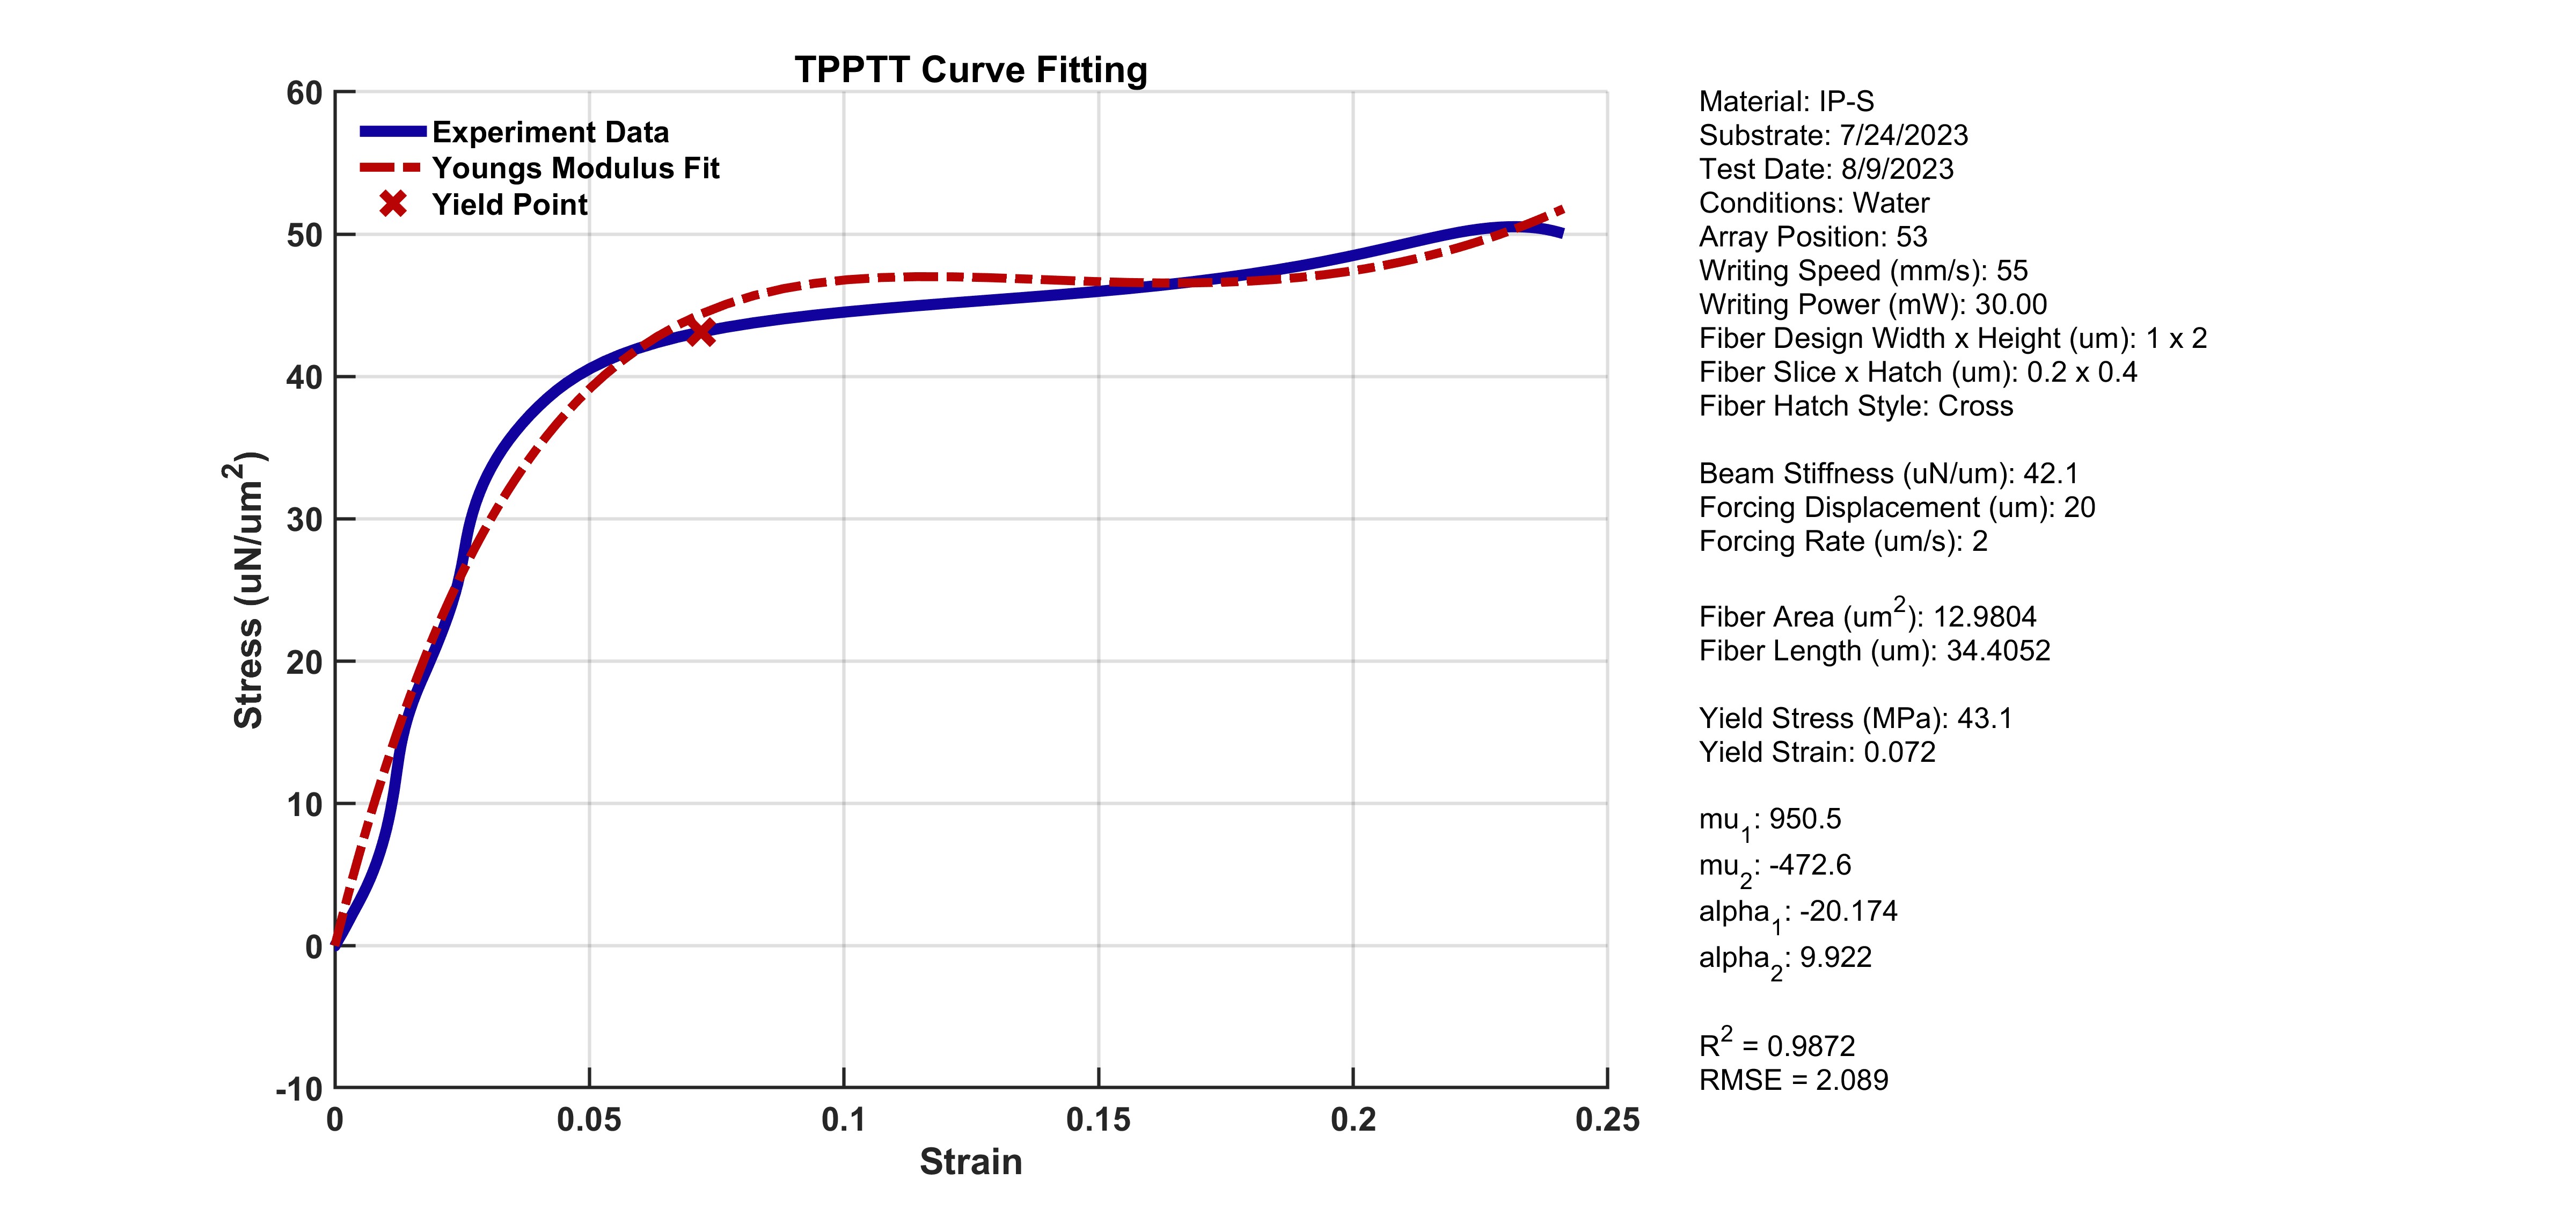 TPPTT Curve Fitting
60
50
40
30
20
10
0
-10
Stress (uN/um²)
Experiment Data
Youngs Modulus Fit
Yield Point
0
0.05
0.1
0.15
0.2
0.25
Strain
Material: IP-S
Substrate: 7/24/2023
Test Date: 8/9/2023
Conditions: Water
Array Position: 53
Writing Speed (mm/s): 55
Writing Power (mW): 30.00
Fiber Design Width x Height (um): 1 x 2
Fiber Slice x Hatch (um): 0.2 x 0.4
Fiber Hatch Style: Cross
Beam Stiffness (uN/um): 42.1
Forcing Displacement (um): 20
Forcing Rate (um/s): 2
Fiber Area (um²): 12.9804
Fiber Length (um): 34.4052
Yield Stress (MPa): 43.1
Yield Strain: 0.072
mu₁: 950.5
mu₂: -472.6
alpha₁: -20.174
alpha₂: 9.922
R² = 0.9872
RMSE = 2.089